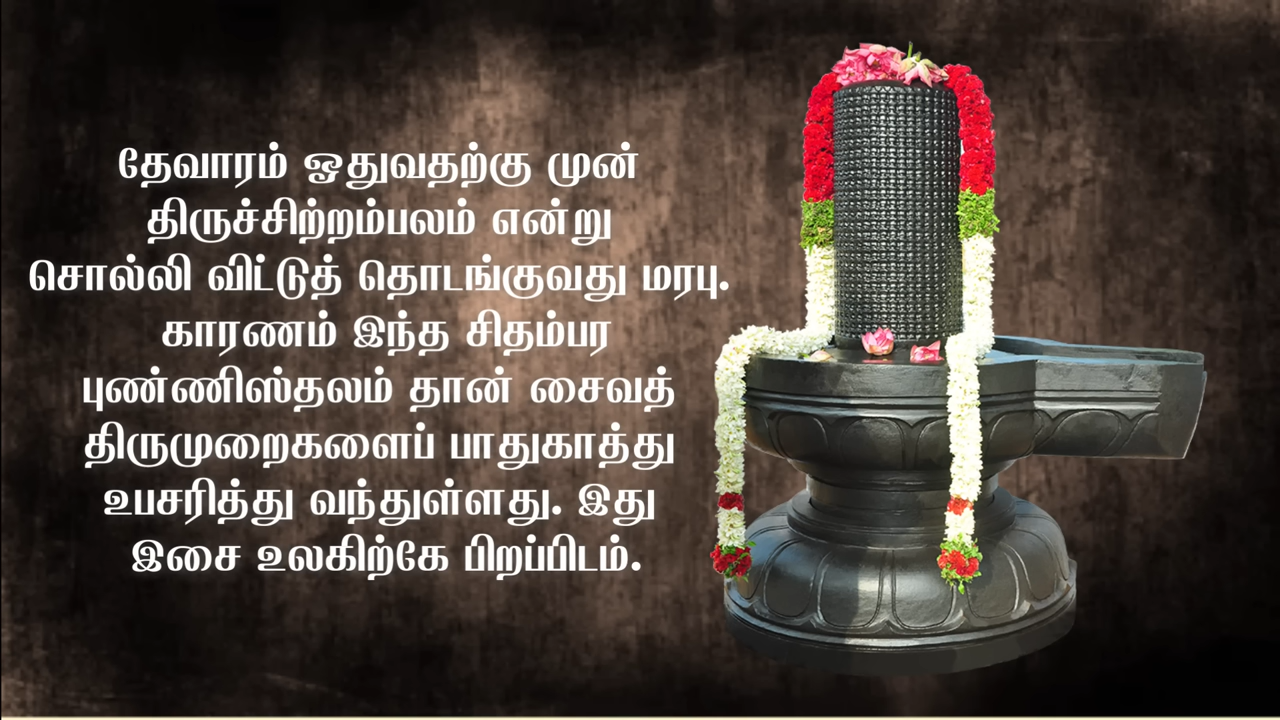 தேவாரம் ஓதுவதற்கு முன்
திருச்சிற்றம்பலம் என்று
சொல்லி விட்டுத் தொடங்குவது மரபு.
காரணம் இந்த சிதம்பர
புண்ணிஸ்தலம் தான் சைவத்
திருமுறைகளைப் பாதுகாத்து
உபசரித்து வந்துள்ளது. இது
இசை உலகிற்கே பிறப்பிடம்.